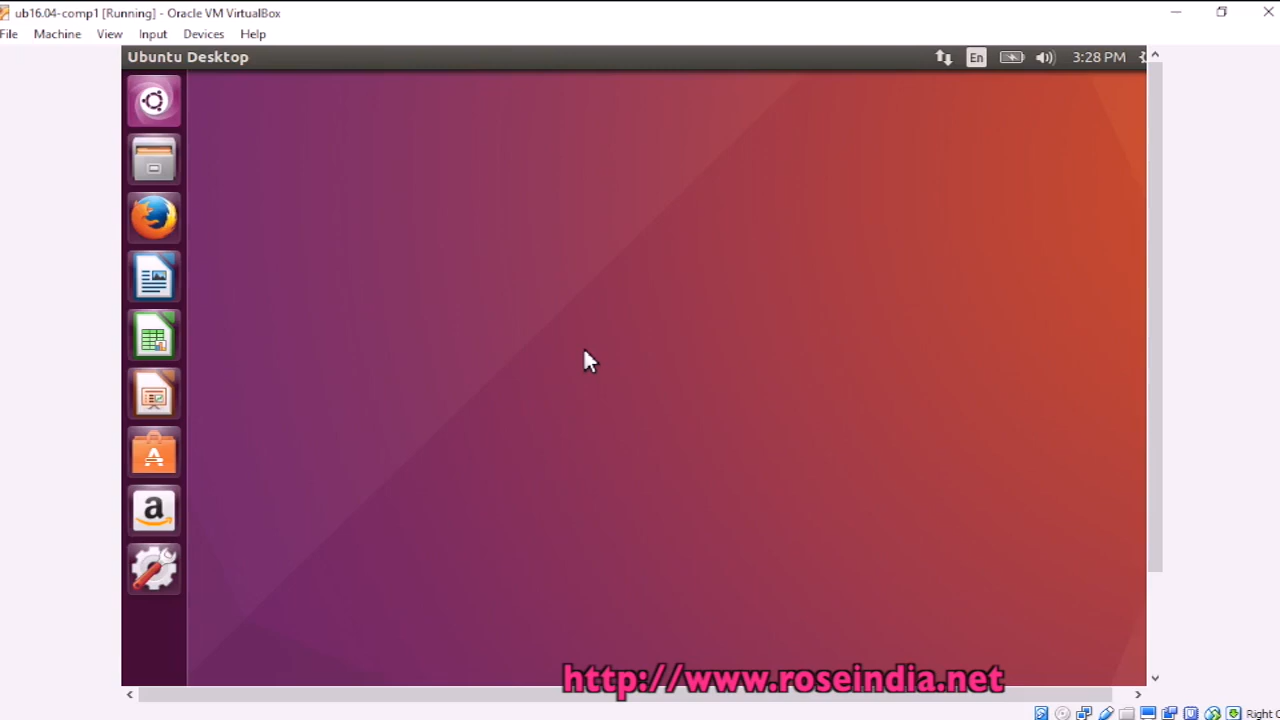 ub16.04-comp1 [Running] - Oracle VM VirtualBox
File Machine View Input Devices Help
Ubuntu Desktop En 3:28 PM
a
http://www.roseindia.net
Right C